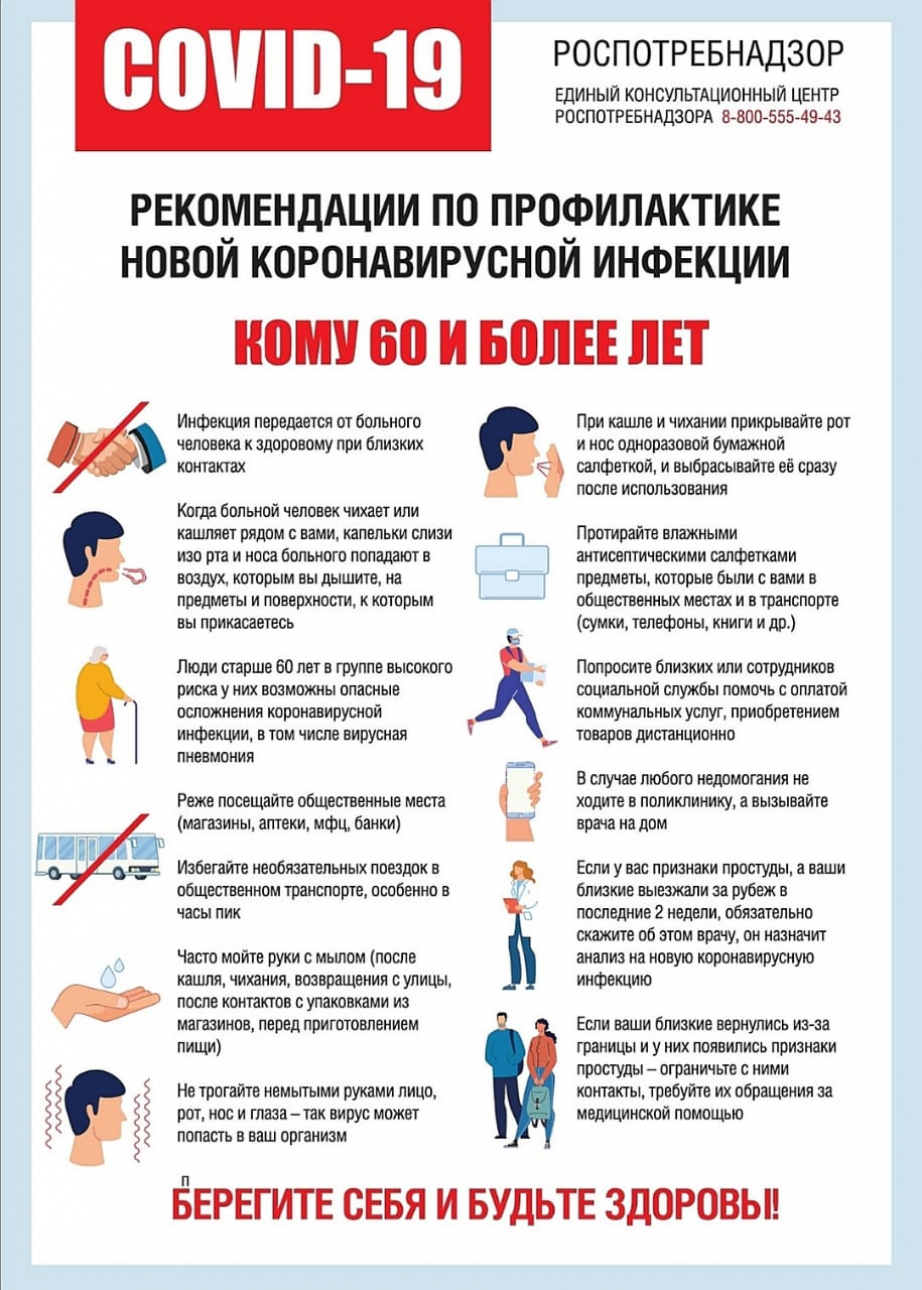 COVID-19
РОСПОТРЕБНАДЗОР
ЕДИНЫЙ КОНСУЛЬТАЦИОННЫЙ ЦЕНТР
РОСПОТРЕБНАДЗОРА 8-800-555-49-43
РЕКОМЕНДАЦИИ ПО ПРОФИЛАКТИКЕ
НОВОЙ КОРОНАВИРУСНОЙ ИНФЕКЦИИ
КОМУ 60 И БОЛЕЕ ЛЕТ
Инфекция передается от больного
человека к здоровому при близких
контактах
Когда больной человек чихает или
кашляет рядом с вами, капельки слизи
изо рта и носа больного попадают в
воздух, которым вы дышите, на
предметы и поверхности, к которым
вы прикасаетесь
Люди старше 60 лет в группе высокого
риска у них возможны опасные
осложнения коронавирусной
инфекции, в том числе вирусная
пневмония
Реже посещайте общественные места
(магазины, аптеки, мфц, банки)
Избегайте необязательных поездок в
общественном транспорте, особенно в
часы пик
Часто мойте руки с мылом (после
кашля, чихания, возвращения с улицы,
после контактов с упаковками из
магазинов, перед приготовлением
пищи)
Не трогайте немытыми руками лицо,
рот, нос и глаза – так вирус может
попасть в ваш организм
При кашле и чихании прикрывайте рот
и нос одноразовой бумажной
салфеткой, и выбрасывайте её сразу
после использования
Протирайте влажными
антисептическими салфетками
предметы, которые были с вами в
общественных местах и в транспорте
(сумки, телефоны, книги и др.)
Попросите близких или сотрудников
социальной службы помочь с оплатой
коммунальных услуг, приобретением
товаров дистанционно
В случае любого недомогания не
ходите в поликлинику, а вызывайте
врача на дом
Если у вас признаки простуды, а ваши
близкие выезжали за рубеж в
последние 2 недели, обязательно
скажите об этом врачу, он назначит
анализ на новую коронавирусную
инфекцию
Если ваши близкие вернулись из-за
границы и у них появились признаки
простуды – ограничьте с ними
контакты, требуйте их обращения за
медицинской помощью
п
БЕРЕГИТЕ СЕБЯ И БУДЬТЕ ЗДОРОВЫ!